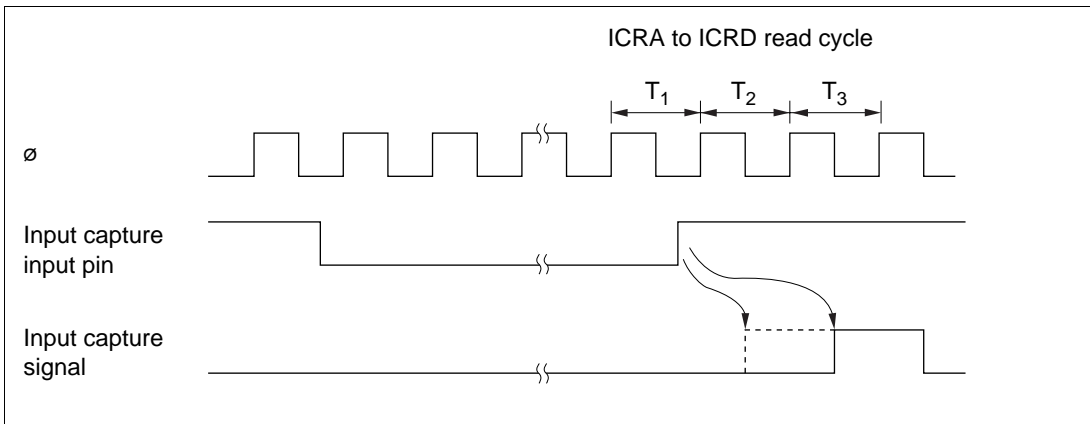 ICRA to ICRD read cycle
T1 T2 T3
ø
Input capture
input pin
Input capture
signal